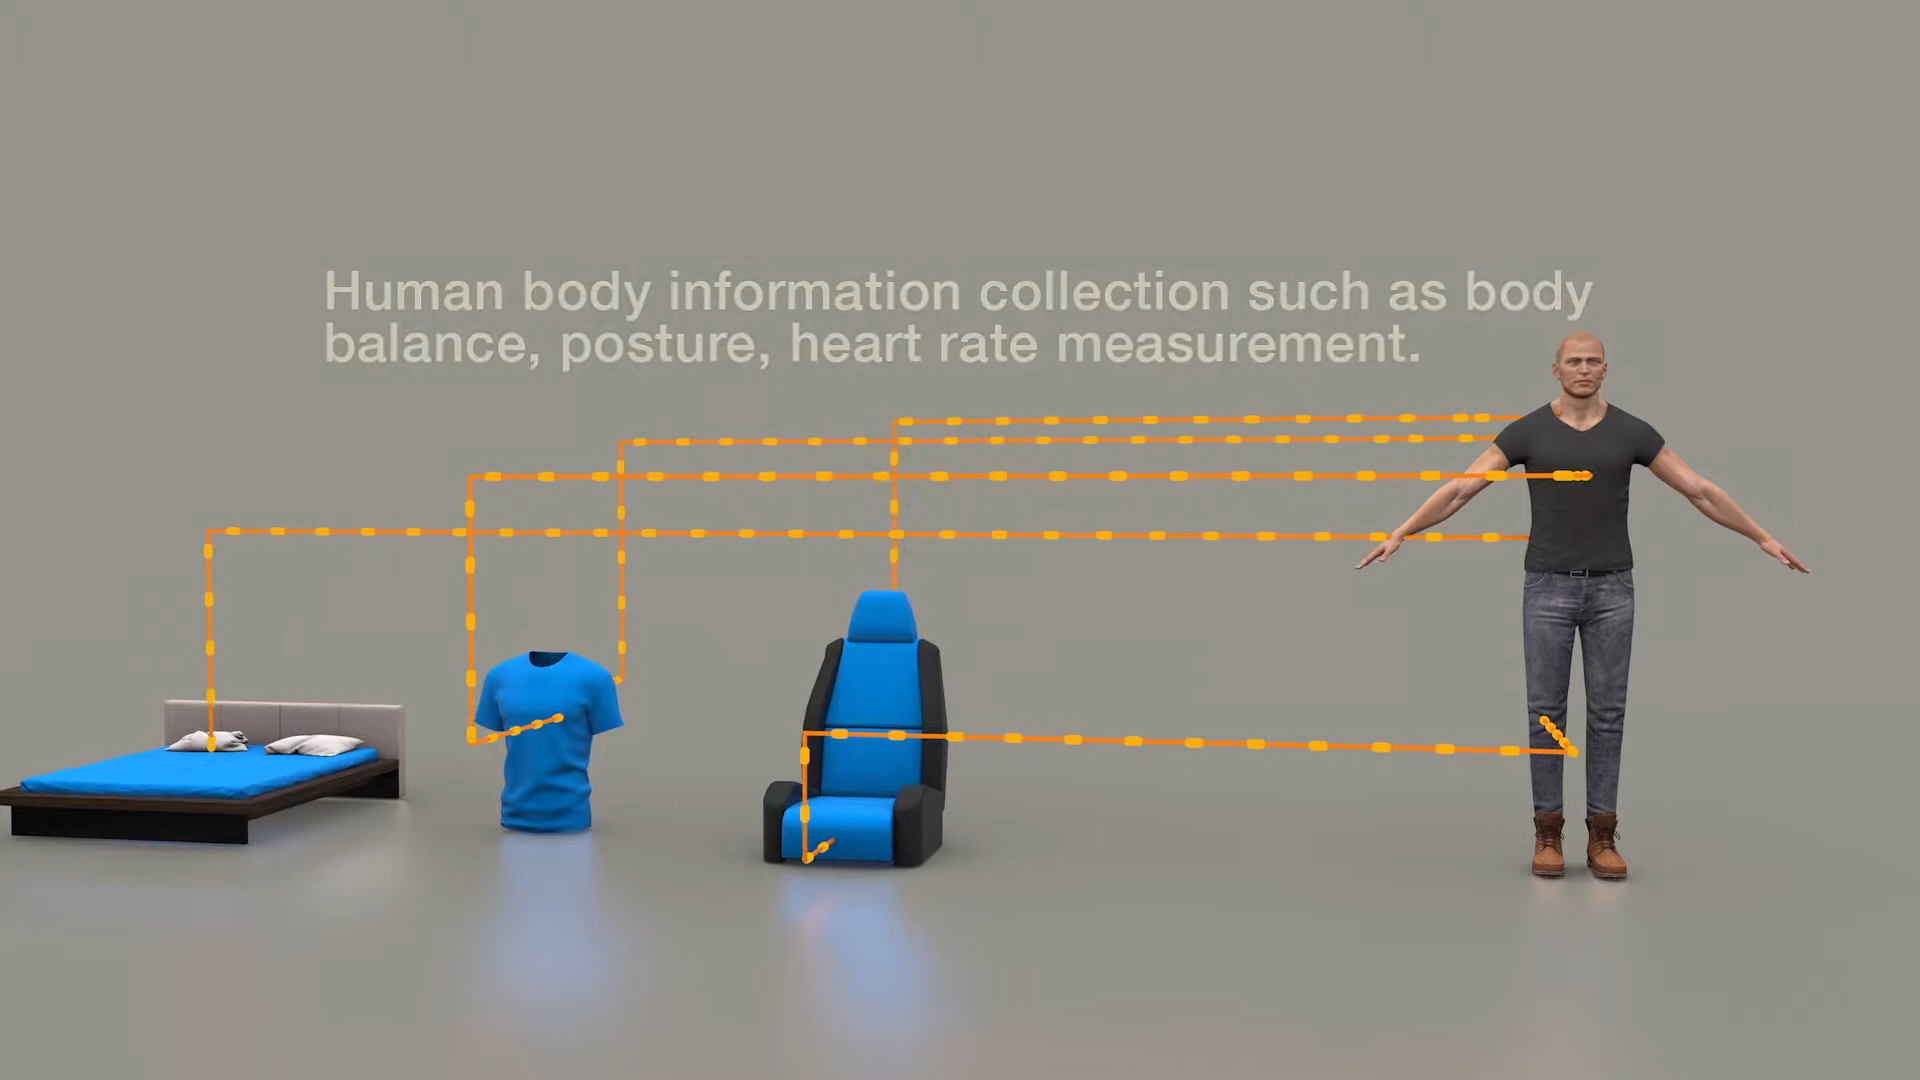 Human body information collection such as body
balance, posture, heart rate measurement.